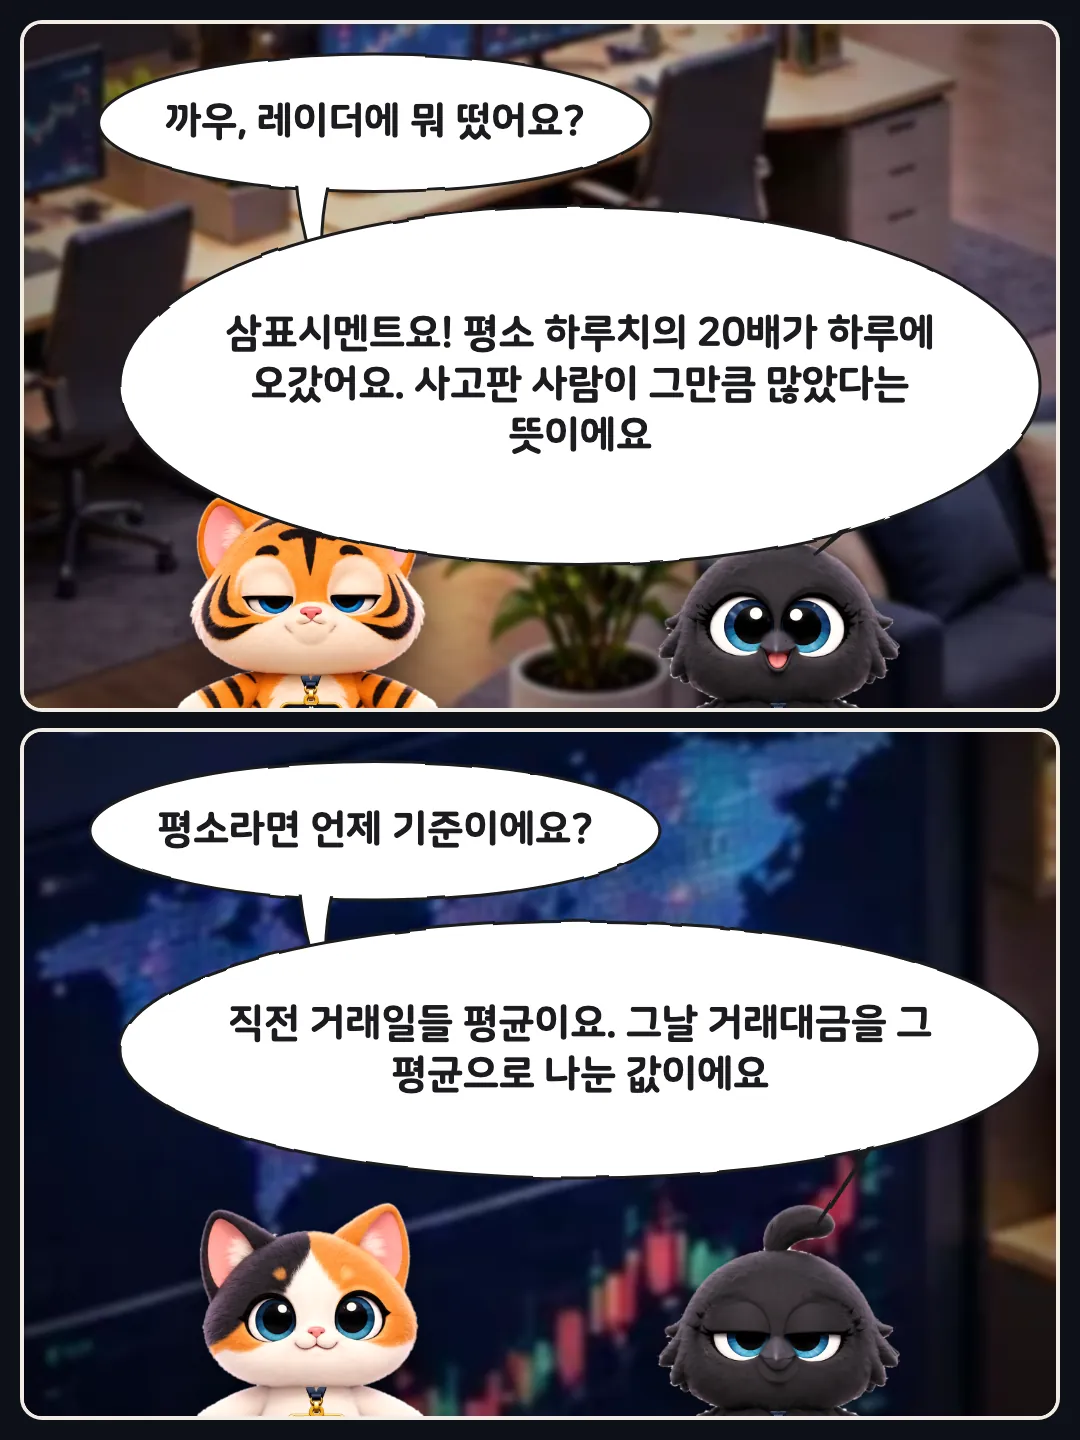 까우, 레이더에 뭐 떴어요?
삼표시멘트요! 평소 하루치의 20배가 하루에
오갔어요. 사고판 사람이 그만큼 많았다는
뜻이에요
평소라면 언제 기준이에요?
직전 거래일들 평균이요. 그날 거래대금을 그
평균으로 나눈 값이에요